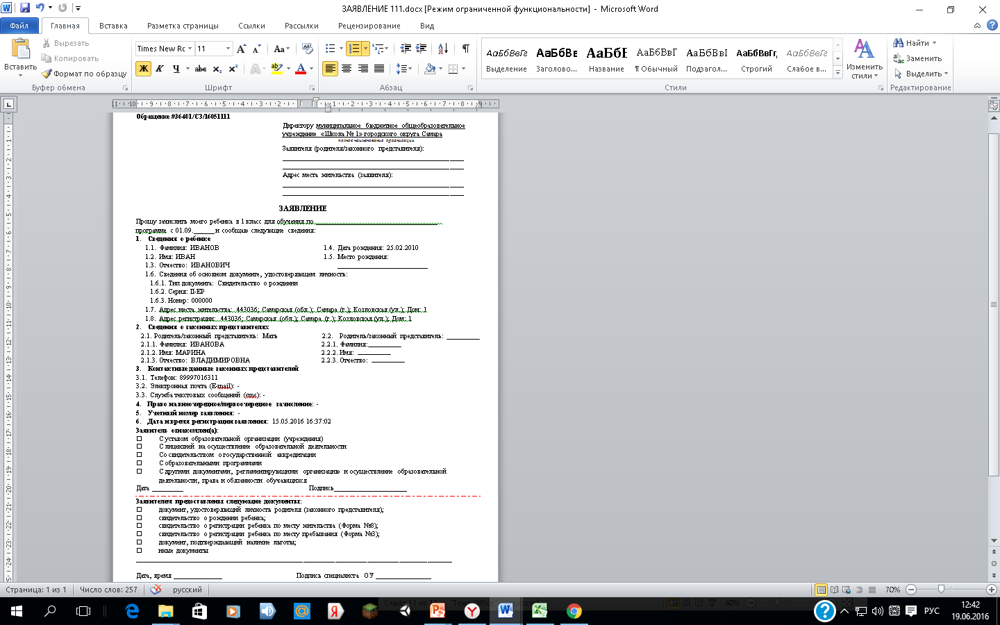 ЗАЯВЛЕНИЕ 111.docx [Режим ограниченной функциональности] - Microsoft Word
Файл Главная Вставка Разметка страницы Ссылки Рассылки Рецензирование Вид
Вставить
Вырезать
Копировать
Формат по образцу
Буфер обмена
Times New Rc 11
Ж К Ч abc x₂ x²
Шрифт
Абзац
АаБбВвГг АаБбВв АаБбВ АаБбВвГ АаБбВвІ АаБбВвГг, АаБбВвГг
Выделение Заголово... Название ¶ Обычный Подзагол... Строгий Слабое в...
Стили
Изменить стили
Найти
Заменить
Выделить
Редактирование
Обращение #36401/СЗ/16051111
Директору муниципальное бюджетное общеобразовательное
учреждение «Школа № 1» городского округа Самара
полное наименование организации
Заявителя (родителя/законного представителя):
Адрес места жительства (заявителя):
ЗАЯВЛЕНИЕ
Прошу зачислить моего ребенка в 1 класс для обучения по ____
программе с 01.09.______ и сообщаю следующие сведения:
1. Сведения о ребенке
1.1. Фамилия: ИВАНОВ 1.4. Дата рождения: 25.02.2010
1.2. Имя: ИВАН 1.5. Место рождения:
1.3. Отчество: ИВАНОВИЧ
1.6. Сведения об основном документе, удостоверяющем личность:
1.6.1. Тип документа: Свидетельство о рождении
1.6.2. Серия: II-ЕР
1.6.3. Номер: 000000
1.7. Адрес места жительства: 443036; Самарская (обл.); Самара (г.); Козловская (ул.); Дом: 1
1.8. Адрес регистрации: 443036; Самарская (обл.); Самара (г.); Козловская (ул.); Дом: 1
2. Сведения о законных представителях
2.1. Родитель/законный представитель: Мать 2.2. Родитель/законный представитель: ____
2.1.1. Фамилия: ИВАНОВА 2.2.1. Фамилия:____
2.1.2. Имя: МАРИНА 2.2.2. Имя: ____
2.1.3. Отчество: ВЛАДИМИРОВНА 2.2.3. Отчество: ____
3. Контактные данные законных представителей
3.1. Телефон: 89997016311
3.2. Электронная почта (E-mail): -
3.3. Служба текстовых сообщений (sms): -
4. Право на внеочередное/первоочередное зачисление: -
5. Учетный номер заявления: -
6. Дата и время регистрации заявления: 15.05.2016 16:37:02
Заявитель ознакомлен(а):
С уставом образовательной организации (учреждения)
С лицензией на осуществление образовательной деятельности
Со свидетельством о государственной аккредитации
С образовательными программами
С другими документами, регламентирующими организацию и осуществление образовательной
деятельности, права и обязанности обучающихся
Дата ____ Подпись____
Заявителем предоставлены следующие документы:
документ, удостоверяющий личность родителя (законного представителя);
свидетельство о рождении ребенка;
свидетельство о регистрации ребенка по месту жительства (Форма №8);
свидетельство о регистрации ребенка по месту пребывания (Форма №3);
документ, подтверждающий наличие льготы;
иные документы
Дата, время ____ Подпись специалиста ОУ ____
Страница: 1 из 1 Число слов: 257 русский 70%
РУС
12:42
19.06.2016